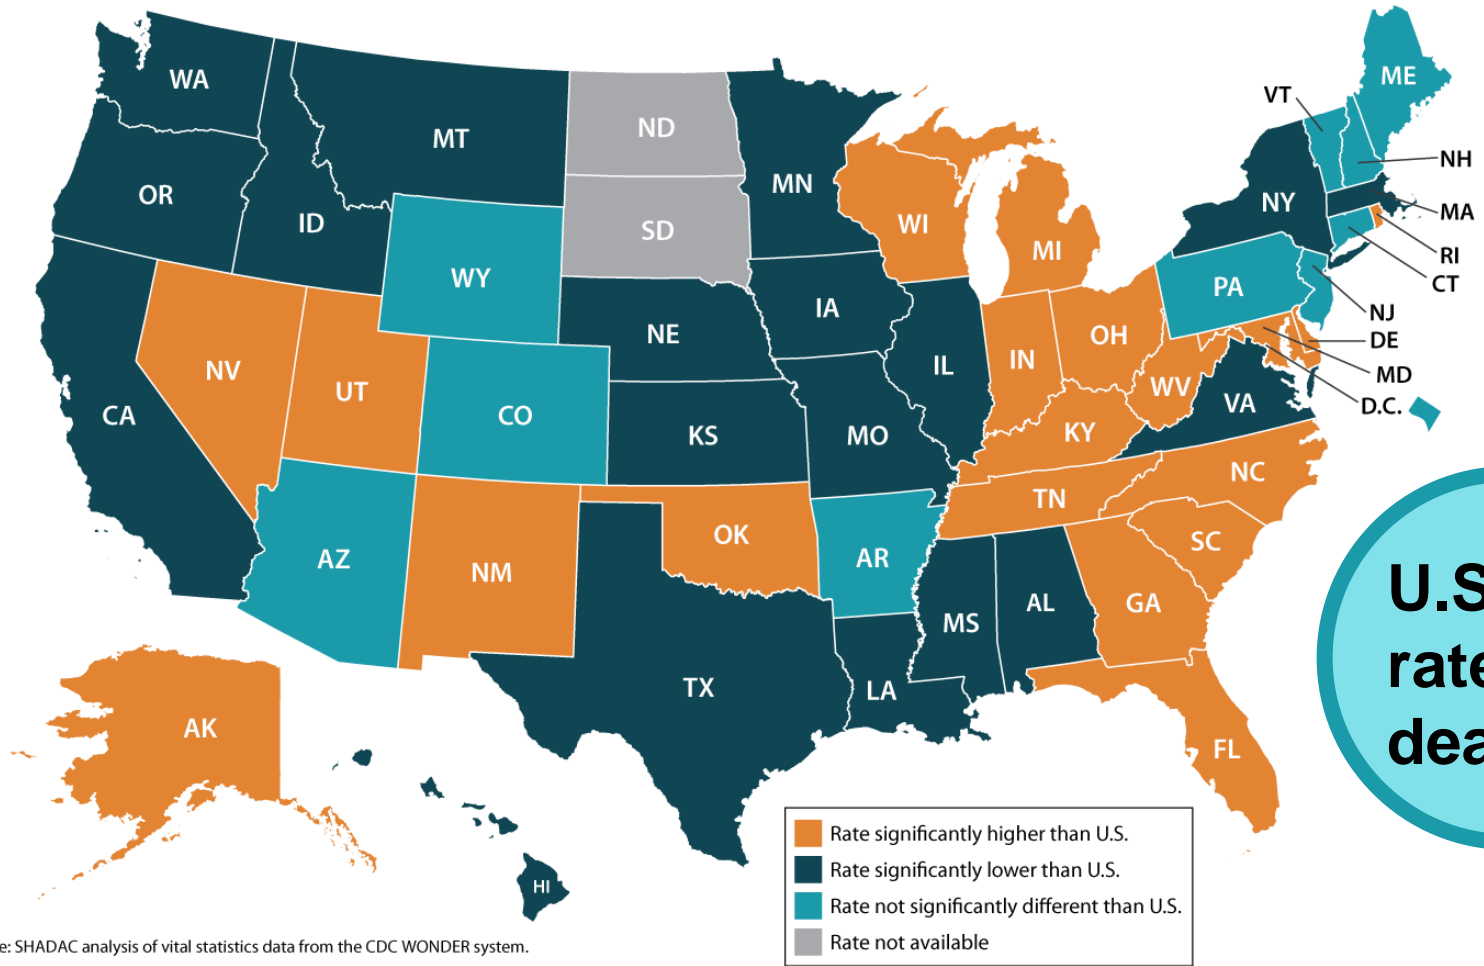 WA
MT
ND
MN
ME
VT
NH
OR
ID
SD
WI
MI
NY
MA
RI
CT
WY
IA
PA
NJ
DE
MD
D.C.
NE
NV
UT
CO
IL
IN
OH
WV
VA
CA
KS
MO
KY
NC
TN
AZ
NM
OK
AR
SC
MS
AL
GA
TX
LA
AK
FL
HI
U.S
rate
dea
Rate significantly higher than U.S.
Rate significantly lower than U.S.
Rate not significantly different than U.S.
Rate not available
e: SHADAC analysis of vital statistics data from the CDC WONDER system.